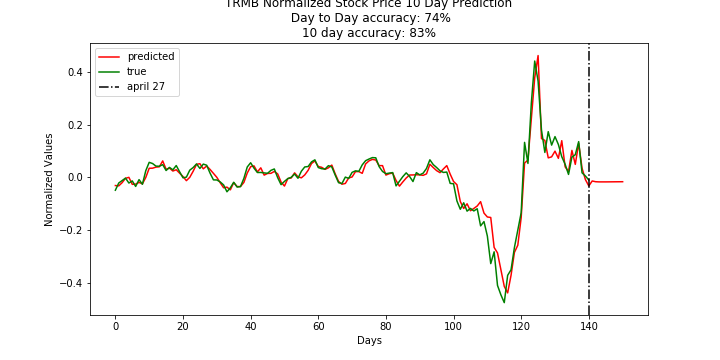 TRMB Normalized Stock Price 10 Day Prediction
Day to Day accuracy: 74%
10 day accuracy: 83%
predicted
true
april 27
Normalized Values
0.4
0.2
0.0
−0.2
−0.4
0 20 40 60 80 100 120 140
Days